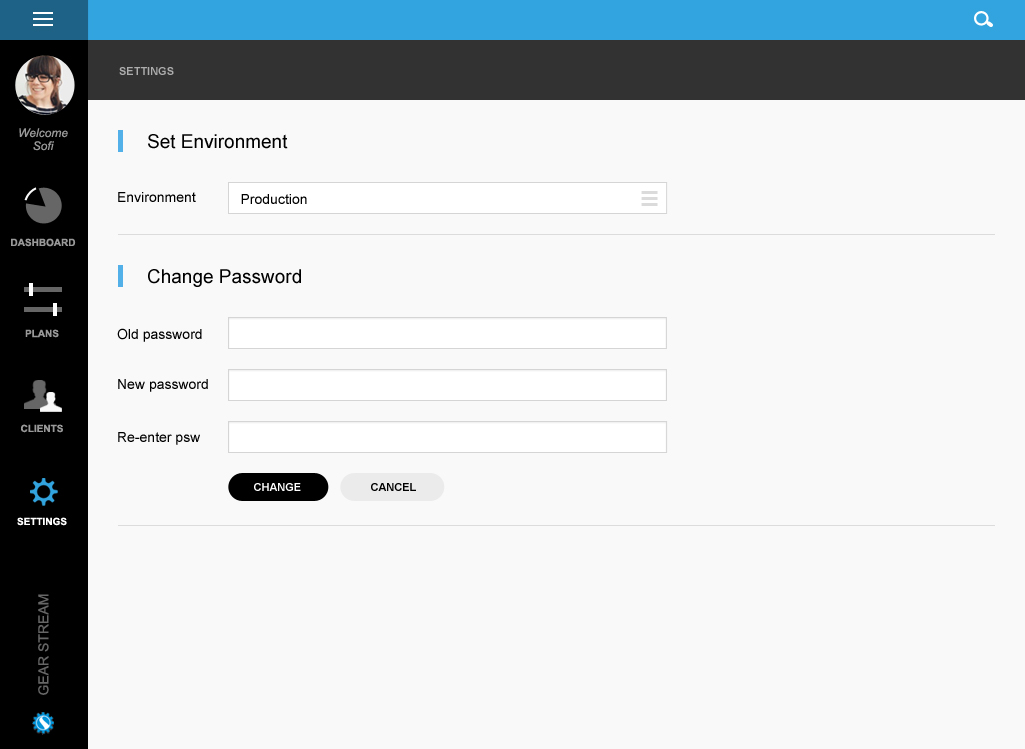 SETTINGS
Welcome
Sofi
DASHBOARD
PLANS
CLIENTS
SETTINGS
GEAR STREAM
Set Environment
Environment
Production
Change Password
Old password
New password
Re-enter psw
CHANGE
CANCEL